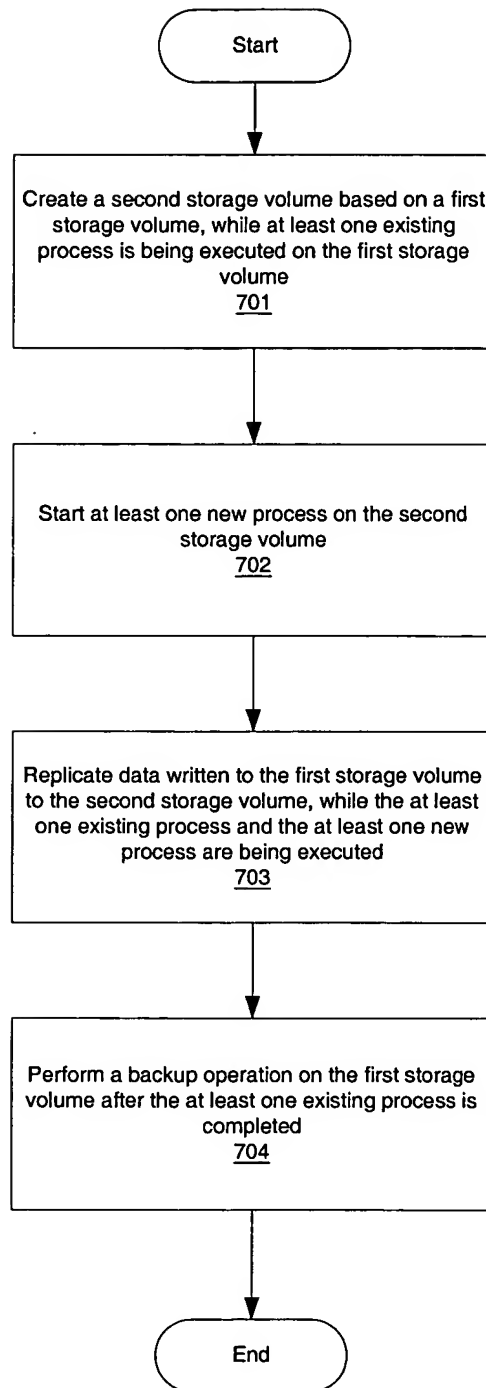 Start
Create a second storage volume based on a first
storage volume, while at least one existing
process is being executed on the first storage
volume
701
Start at least one new process on the second
storage volume
702
Replicate data written to the first storage volume
to the second storage volume, while the at least
one existing process and the at least one new
process are being executed
703
Perform a backup operation on the first storage
volume after the at least one existing process is
completed
704
End